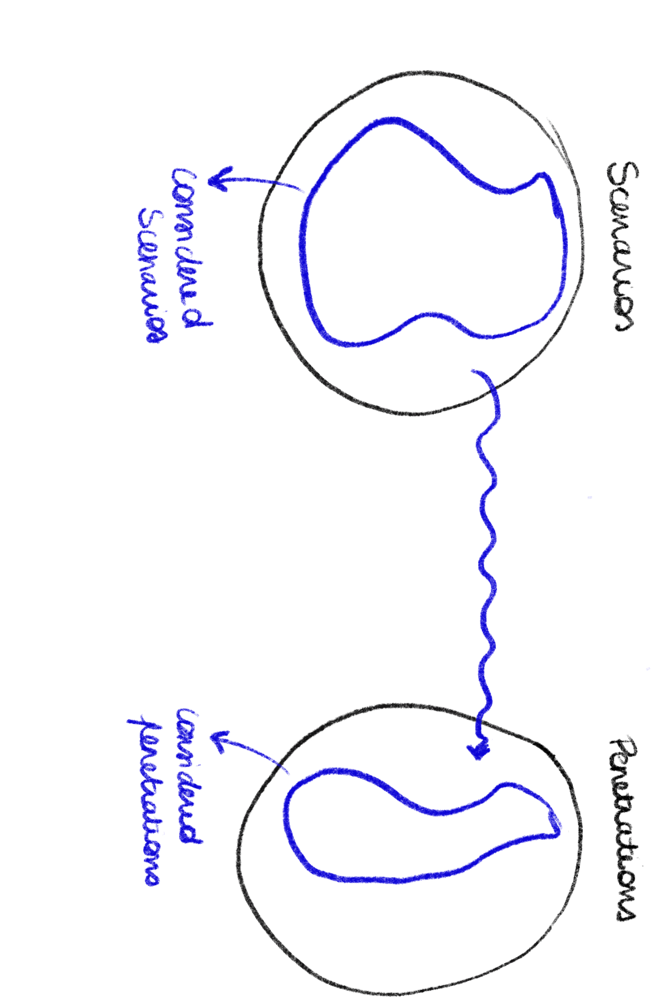 Scenarios
Penetrations
considered
scenarios
considered
penetrations